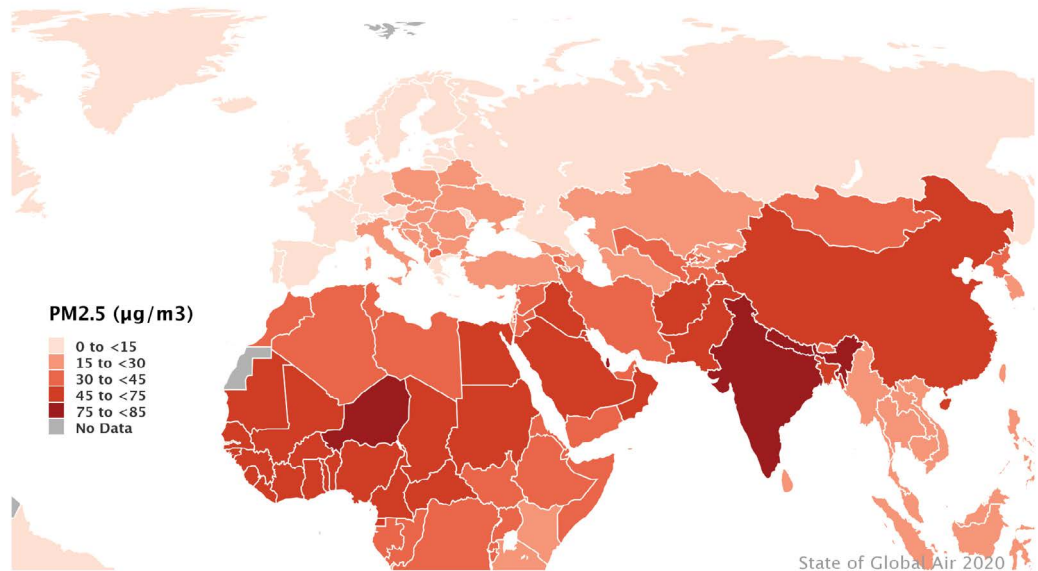 PM2.5 (µg/m3)
0 to <15
15 to <30
30 to <45
45 to <75
75 to <85
No Data
State of Global Air 2020